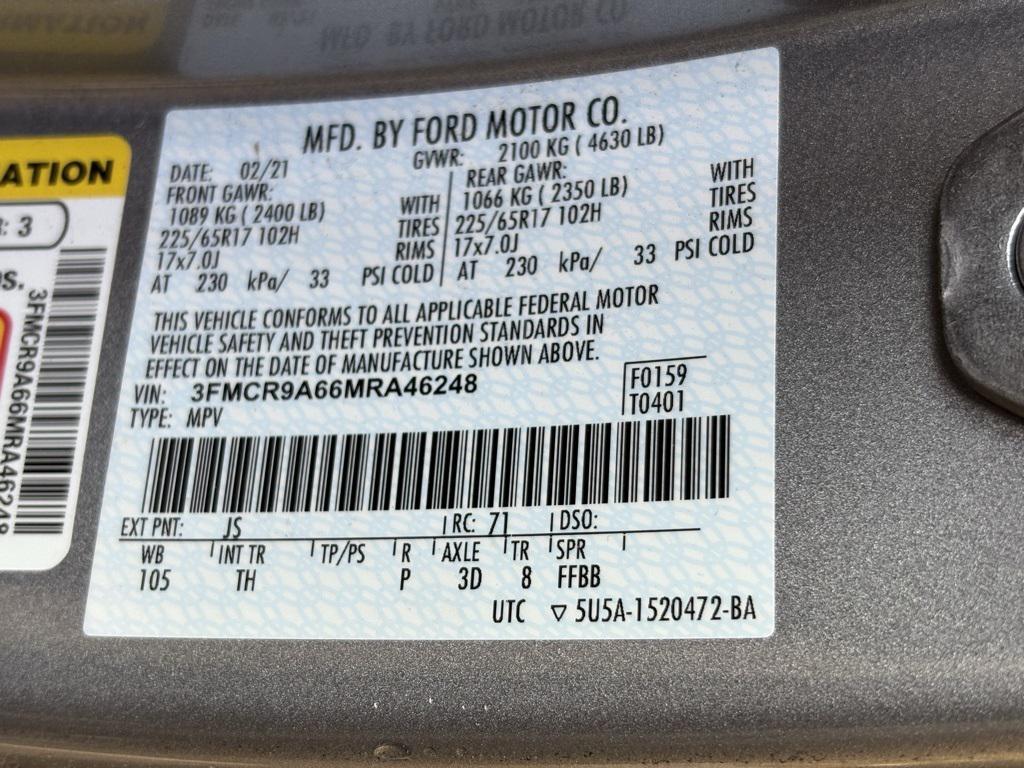 MFD. BY FORD MOTOR CO.
DATE: 02/21
GVWR: 2100 KG ( 4630 LB)
FRONT GAWR:
1089 KG ( 2400 LB) WITH
225/65R17 102H TIRES
17x7.0J RIMS
AT 230 kPa/ 33 PSI COLD
REAR GAWR: WITH
1066 KG ( 2350 LB) TIRES
225/65R17 102H RIMS
17x7.0J
AT 230 kPa/ 33 PSI COLD
THIS VEHICLE CONFORMS TO ALL APPLICABLE FEDERAL MOTOR
VEHICLE SAFETY AND THEFT PREVENTION STANDARDS IN
EFFECT ON THE DATE OF MANUFACTURE SHOWN ABOVE.
VIN: 3FMCR9A66MRA46248
F0159
TYPE: MPV
T0401
EXT PNT: JS RC: 71 DSO:
WB INT TR TP/PS R AXLE TR SPR
105 TH P 3D 8 FFBB
UTC ▽ 5U5A-1520472-BA
ATION
R: 3
s.
3FMCR9A66MRA46248
MFG BY FORD MOTOR CO